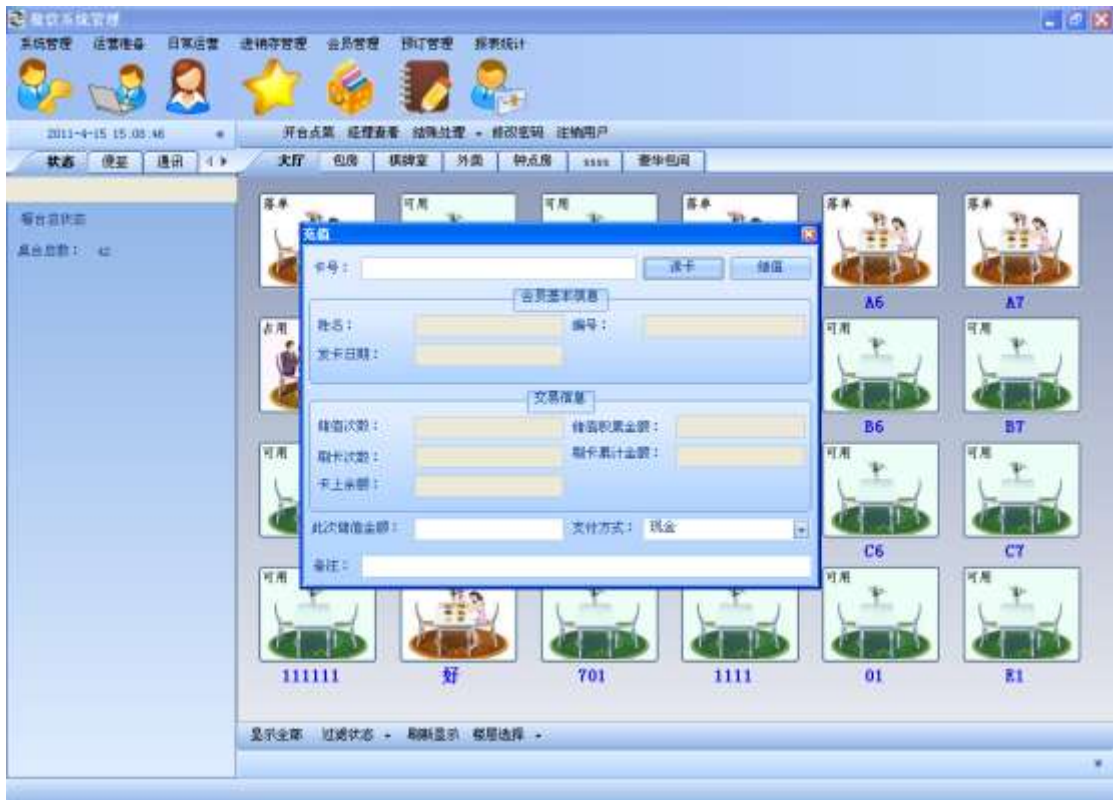 餐饮系统管理
系统管理 运营准备 日常运营 进销存管理 会员管理 预订管理 报表统计
2011-4-15 15:08:46
开台点菜 经理查看 结账处理 修改密码 注销用户
状态 便签 通讯
大厅 包房 棋牌室 外面 钟点房 ssss 豪华包间
餐台总状态
桌台总数： 42
落单 可用 可用 落单 落单 落单
A6 A7
占用 可用 可用
B6 B7
可用 可用 可用
C6 C7
可用 可用 可用
111111 好 701 1111 01 E1
充值
卡号： 读卡 储值
会员基本信息
姓名： 编号：
发卡日期：
交易信息
储值次数： 储值积累金额：
刷卡次数： 刷卡累计金额：
卡上余额：
此次储值金额： 支付方式： 现金
备注：
显示全部 过滤状态 刷新显示 楼层选择